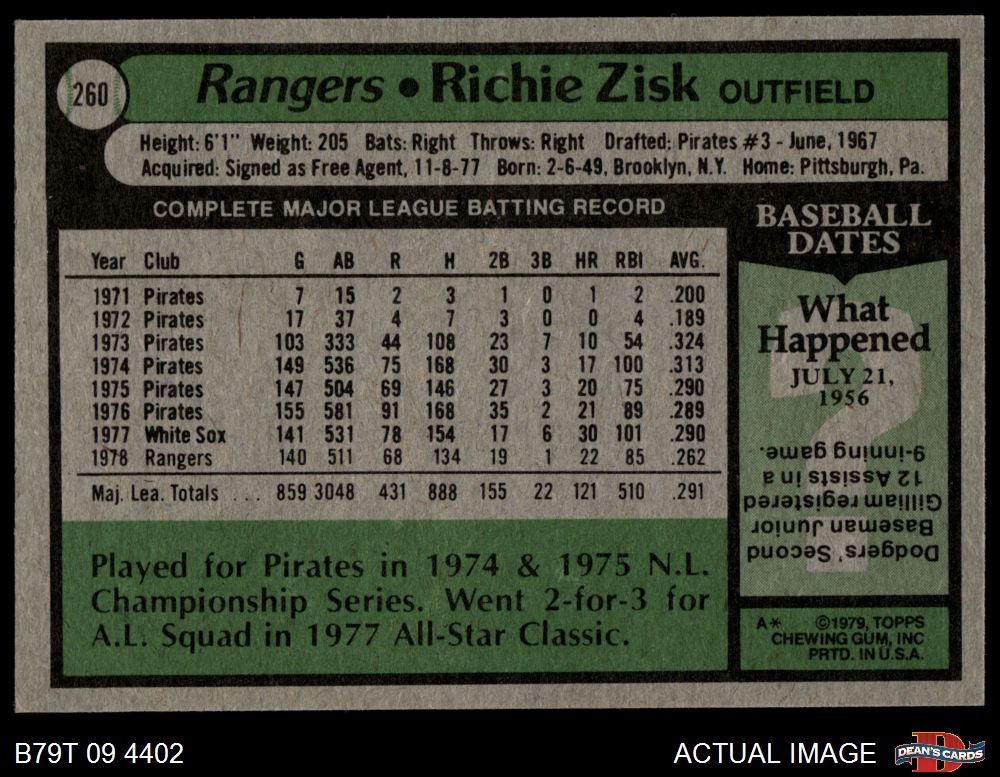 260
Rangers • Richie Zisk OUTFIELD
Height: 6'1" Weight: 205 Bats: Right Throws: Right Drafted: Pirates #3 - June, 1967
Acquired: Signed as Free Agent, 11-8-77 Born: 2-6-49, Brooklyn, N.Y. Home: Pittsburgh, Pa.
COMPLETE MAJOR LEAGUE BATTING RECORD
Year Club G AB R H 2B 3B HR RBI AVG.
1971 Pirates 7 15 2 3 1 0 1 2 .200
1972 Pirates 17 37 4 7 3 0 0 4 .189
1973 Pirates 103 333 44 108 23 7 10 54 .324
1974 Pirates 149 536 75 168 30 3 17 100 .313
1975 Pirates 147 504 69 146 27 3 20 75 .290
1976 Pirates 155 581 91 168 35 2 21 89 .289
1977 White Sox 141 531 78 154 17 6 30 101 .290
1978 Rangers 140 511 68 134 19 1 22 85 .262
Maj. Lea. Totals ... 859 3048 431 888 155 22 121 510 .291
Played for Pirates in 1974 & 1975 N.L.
Championship Series. Went 2-for-3 for
A.L. Squad in 1977 All-Star Classic.
BASEBALL
DATES
What
Happened
JULY 21,
1956
?
Dodgers' Second
Baseman Junior
Gilliam registered
12 Assists in a
9-inning game.
A* ©1979, TOPPS
CHEWING GUM, INC
PRTD. IN U.S.A.
B79T 09 4402
ACTUAL IMAGE
D
DEAN'S CARDS